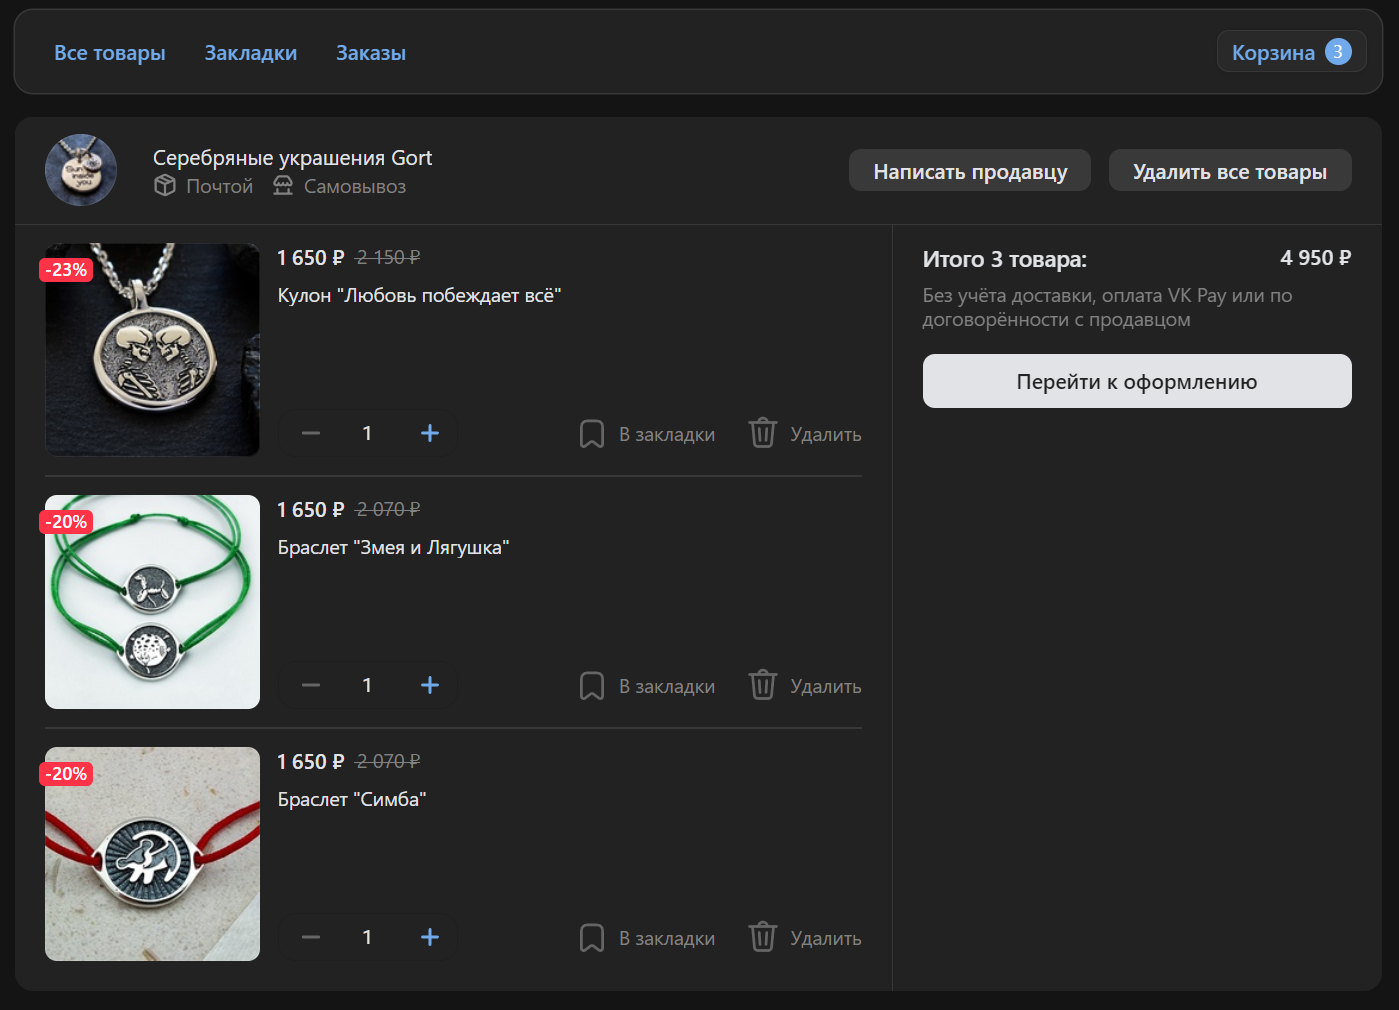 Все товары
Закладки
Заказы
Корзина 3
Серебряные украшения Gort
Почтой
Самовывоз
Написать продавцу
Удалить все товары
Sun
inside
you
-23%
1 650 ₽ 2 150 ₽
Кулон "Любовь побеждает всё"
1
В закладки
Удалить
-20%
1 650 ₽ 2 070 ₽
Браслет "Змея и Лягушка"
1
В закладки
Удалить
-20%
1 650 ₽ 2 070 ₽
Браслет "Симба"
1
В закладки
Удалить
Итого 3 товара: 4 950 ₽
Без учёта доставки, оплата VK Pay или по
договорённости с продавцом
Перейти к оформлению